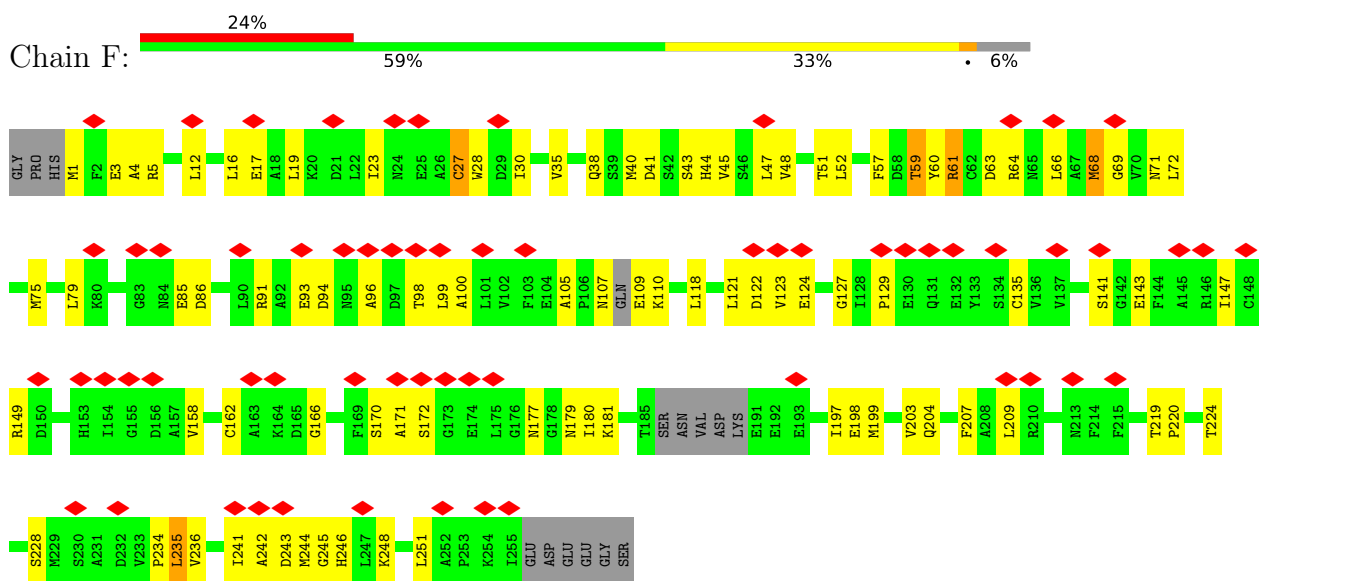 24%
Chain F:
59% 33% • 6%
GLY PRO HIS M1 F2 E3 A4 R5 L12 L16 E17 A18 L19 K20 D21 L22 I23 N24 E25 A26 C27 W28 D29 I30 V35 Q38 S39 M40 D41 S42 S43 H44 V45 S46 L47 V48 T51 L52 F57 D58 T59 Y60 R61 C62 D63 R64 N65 L66 A67 M68 G69 V70 N71 L72
M75 L79 K80 G83 N84 E85 D86 L90 R91 A92 E93 D94 N95 A96 D97 T98 L99 A100 L101 V102 F103 E104 A105 P106 N107 GLN E109 K110 L118 L121 D122 V123 E124 G127 I128 P129 E130 Q131 E132 Y133 S134 C135 V136 V137 S141 G142 E143 F144 A145 R146 I147 C148
R149 D150 H153 I154 G155 D156 A157 V158 C162 A163 K164 D165 G166 F169 S170 A171 S172 G173 E174 L175 G176 N177 G178 N179 I180 K181 T185 SER ASN VAL ASP LYS E191 E192 E193 I197 E198 M199 V203 Q204 F207 A208 L209 R210 N213 F214 F215 T219 P220 T224
S228 M229 S230 A231 D232 V233 P234 L235 V236 I241 A242 D243 M244 G245 H246 L247 K248 L251 A252 P253 K254 I255 GLU ASP GLU GLU GLY SER